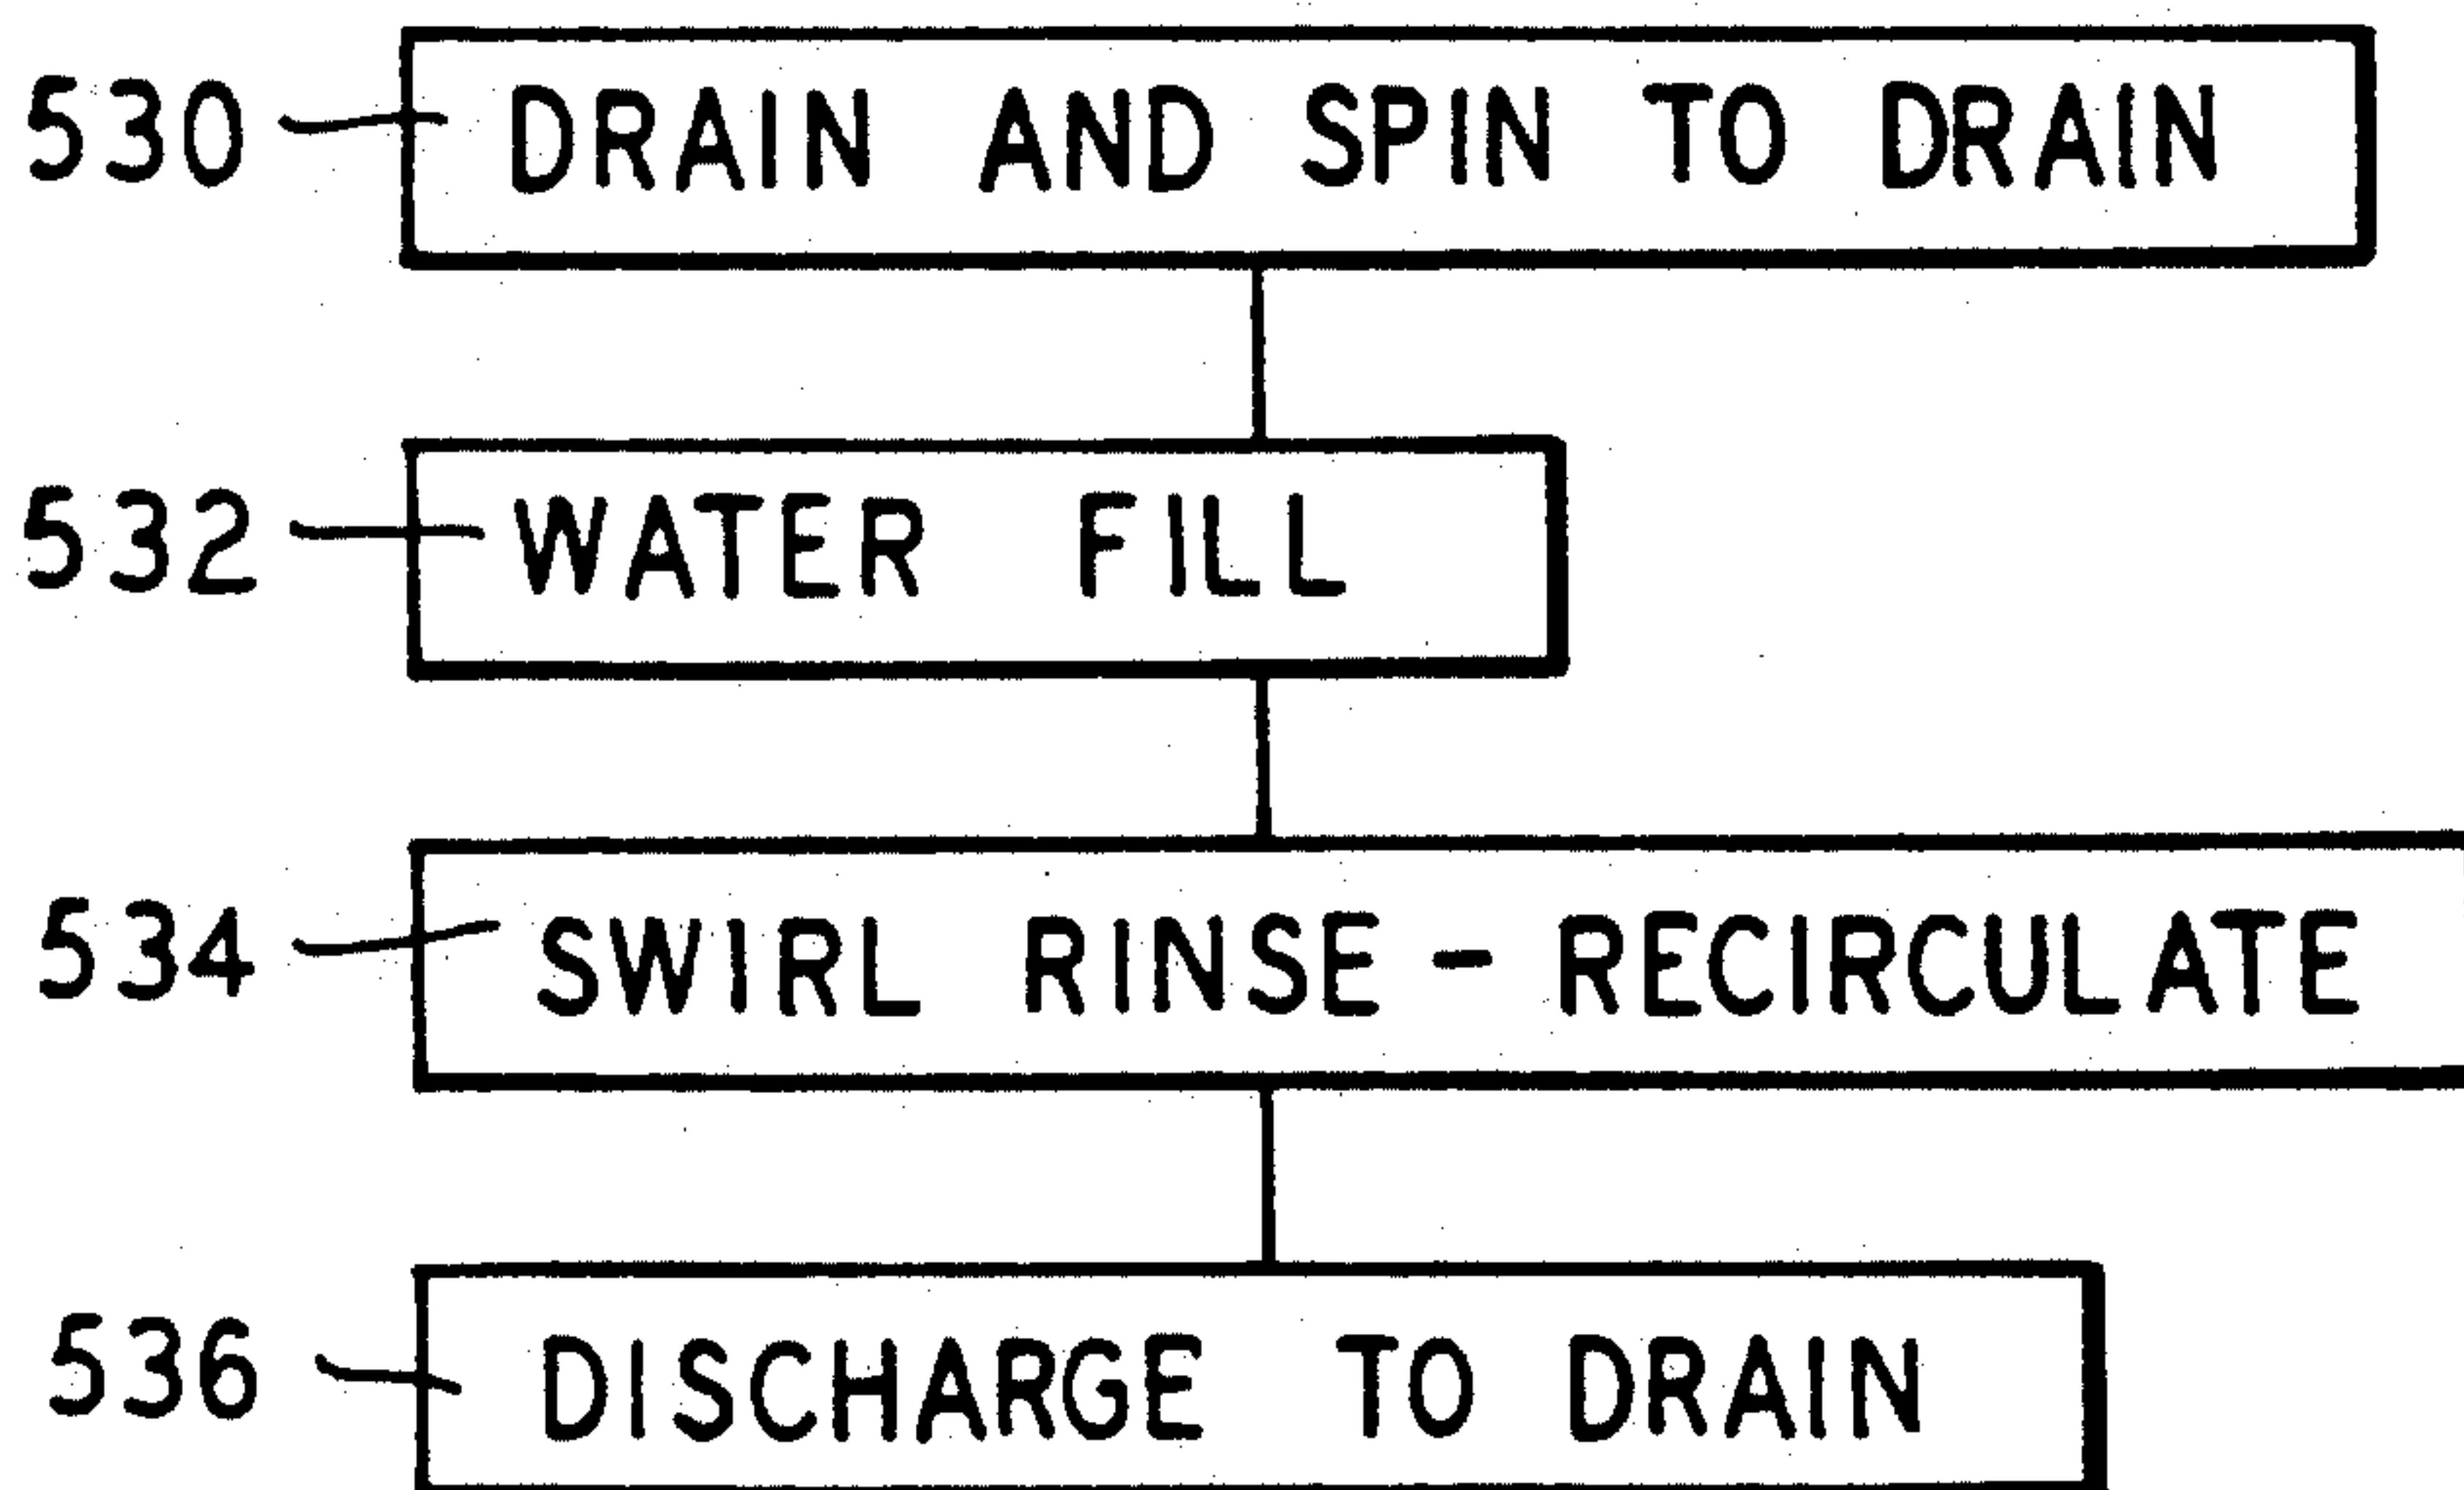 530 DRAIN AND SPIN TO DRAIN
532 WATER FILL
534 SWIRL RINSE - RECIRCULATE
536 DISCHARGE TO DRAIN